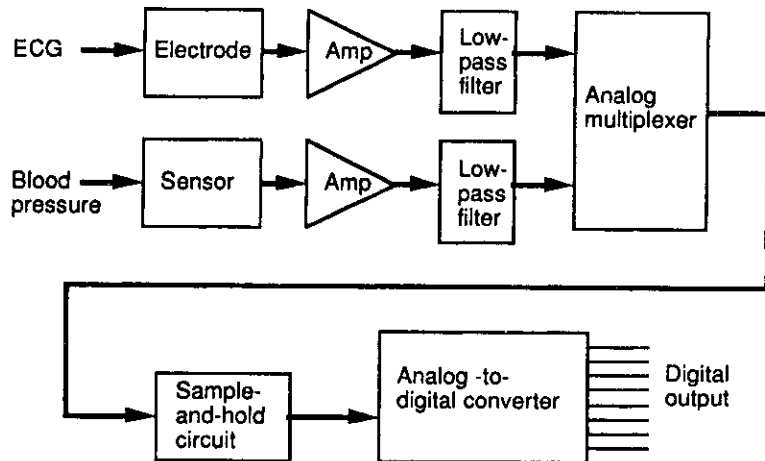 ECG
Electrode
Amp
Low-
pass
filter
Analog
multiplexer
Blood
pressure
Sensor
Amp
Low-
pass
filter
Sample-
and-hold
circuit
Analog -to-
digital converter
Digital
output